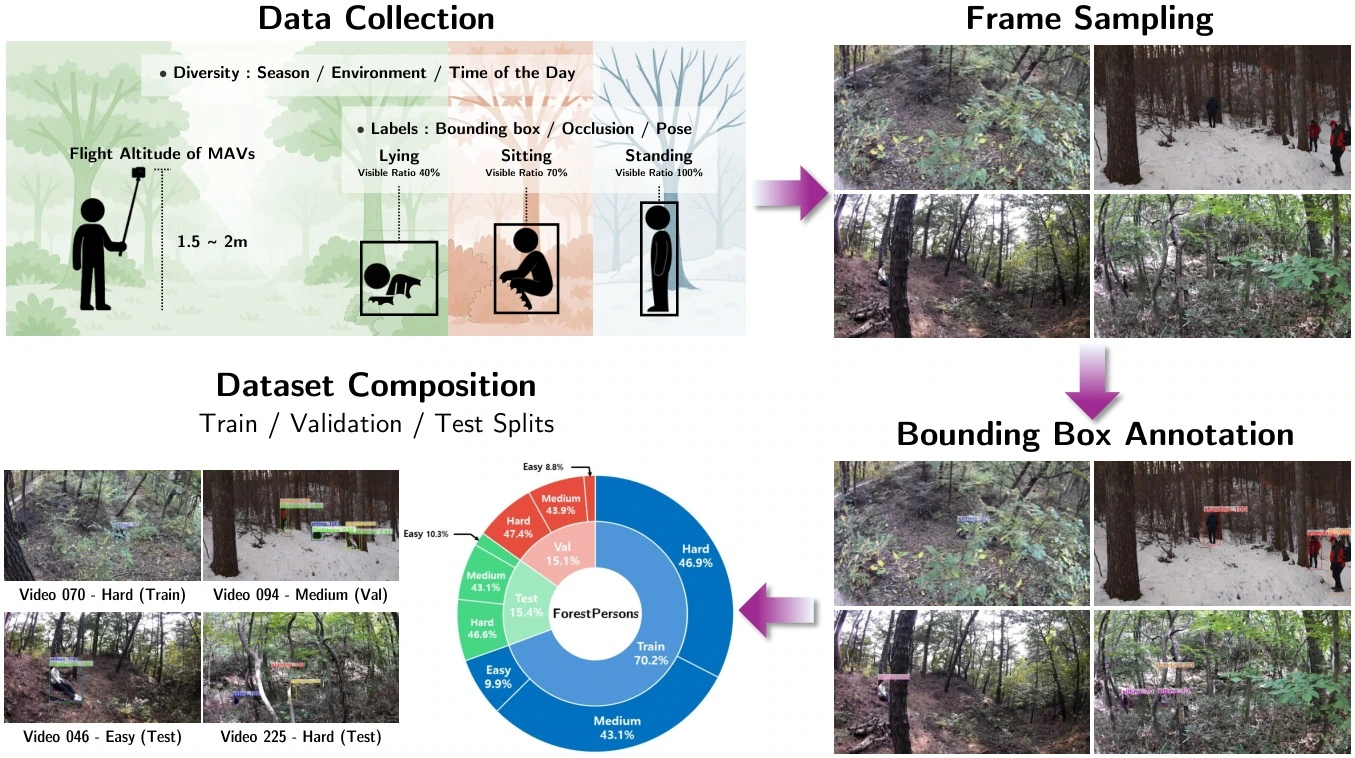 Data Collection
• Diversity : Season / Environment / Time of the Day
• Labels : Bounding box / Occlusion / Pose
Flight Altitude of MAVs
1.5 ~ 2m
Lying
Visible Ratio 40%
Sitting
Visible Ratio 70%
Standing
Visible Ratio 100%
Frame Sampling
Bounding Box Annotation
Dataset Composition
Train / Validation / Test Splits
Video 070 - Hard (Train)
Video 094 - Medium (Val)
Video 046 - Easy (Test)
Video 225 - Hard (Test)
Easy 8.8%
Medium
43.9%
Hard
47.4%
Val
15.1%
Easy 10.3%
Medium
43.1%
Hard
46.6%
Test
15.4%
ForestPersons
Hard
46.9%
Train
70.2%
Easy
9.9%
Medium
43.1%
standing_100